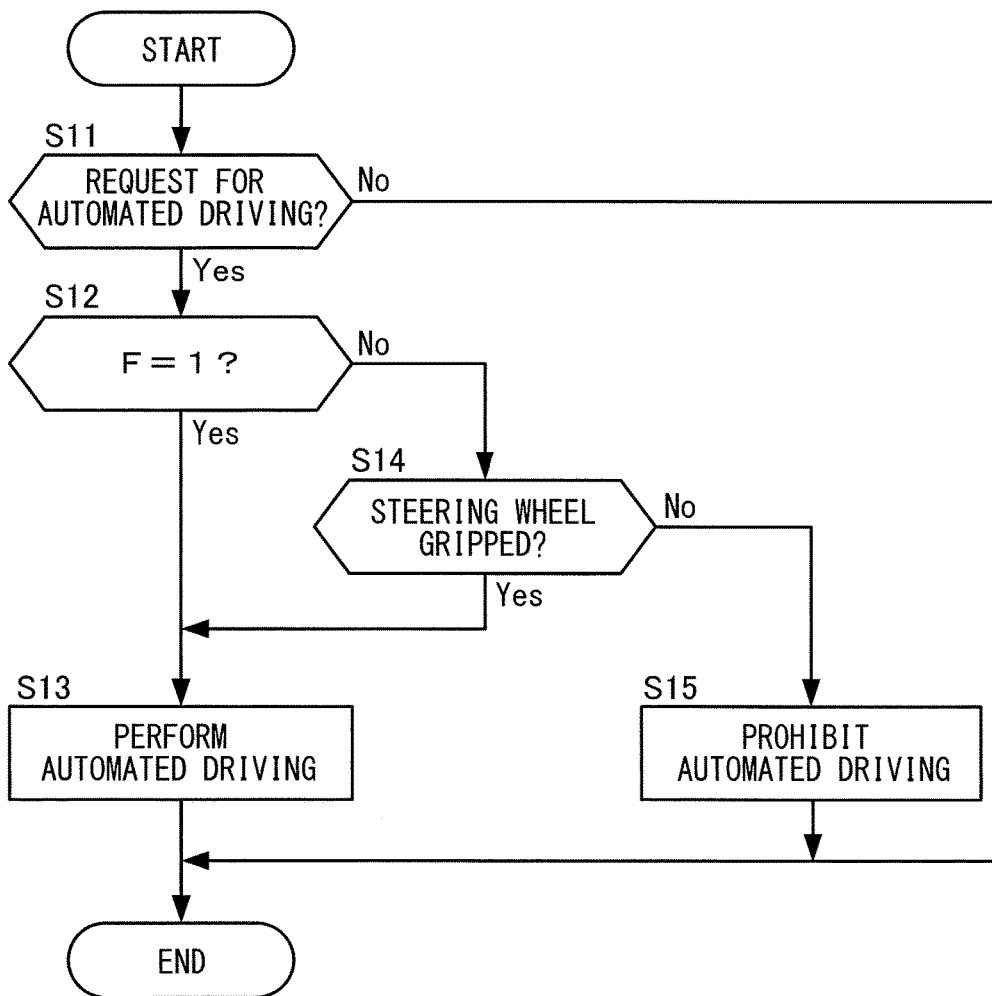 START
S11
REQUEST FOR
AUTOMATED DRIVING?
No
Yes
S12
F=1?
No
Yes
S14
STEERING WHEEL
GRIPPED?
No
Yes
S13
PERFORM
AUTOMATED DRIVING
S15
PROHIBIT
AUTOMATED DRIVING
END